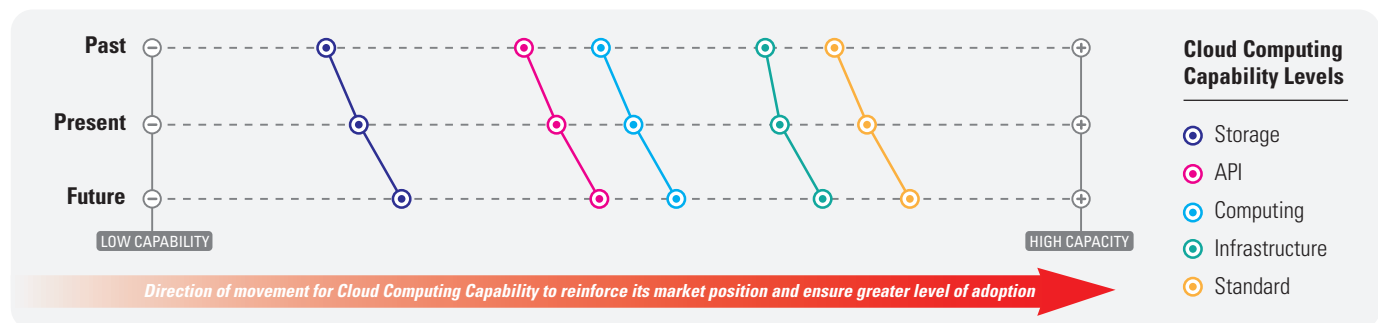 Past
Present
Future
LOW CAPABILITY
HIGH CAPACITY
Direction of movement for Cloud Computing Capability to reinforce its market position and ensure greater level of adoption
Cloud Computing
Capability Levels
Storage
API
Computing
Infrastructure
Standard